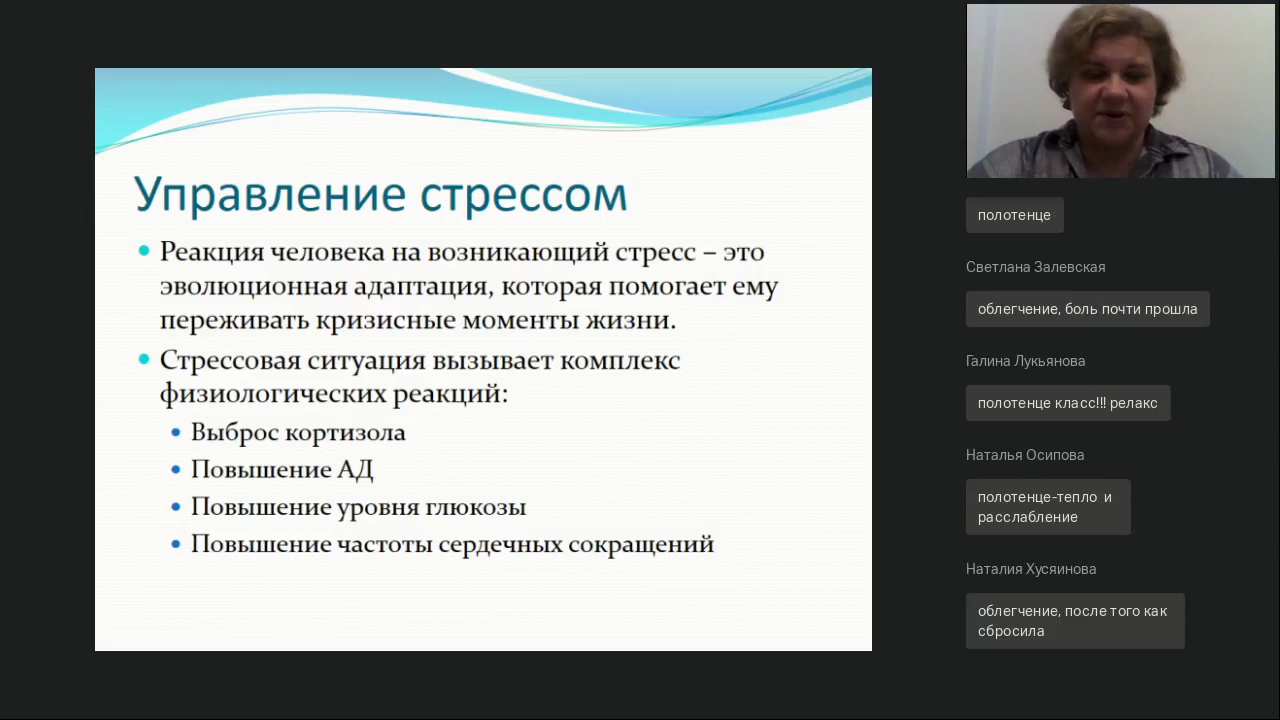 Управление стрессом
Реакция человека на возникающий стресс – это
эволюционная адаптация, которая помогает ему
переживать кризисные моменты жизни.
Стрессовая ситуация вызывает комплекс
физиологических реакций:
Выброс кортизола
Повышение АД
Повышение уровня глюкозы
Повышение частоты сердечных сокращений
полотенце
Светлана Залевская
облегчение, боль почти прошла
Галина Лукьянова
полотенце класс!!! релакс
Наталья Осипова
полотенце-тепло и
расслабление
Наталия Хусяинова
облегчение, после того как
сбросила